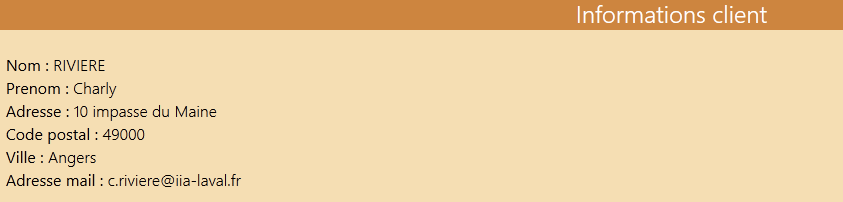 Informations client
Nom : RIVIERE
Prenom : Charly
Adresse : 10 impasse du Maine
Code postal : 49000
Ville : Angers
Adresse mail : c.riviere@iia-laval.fr